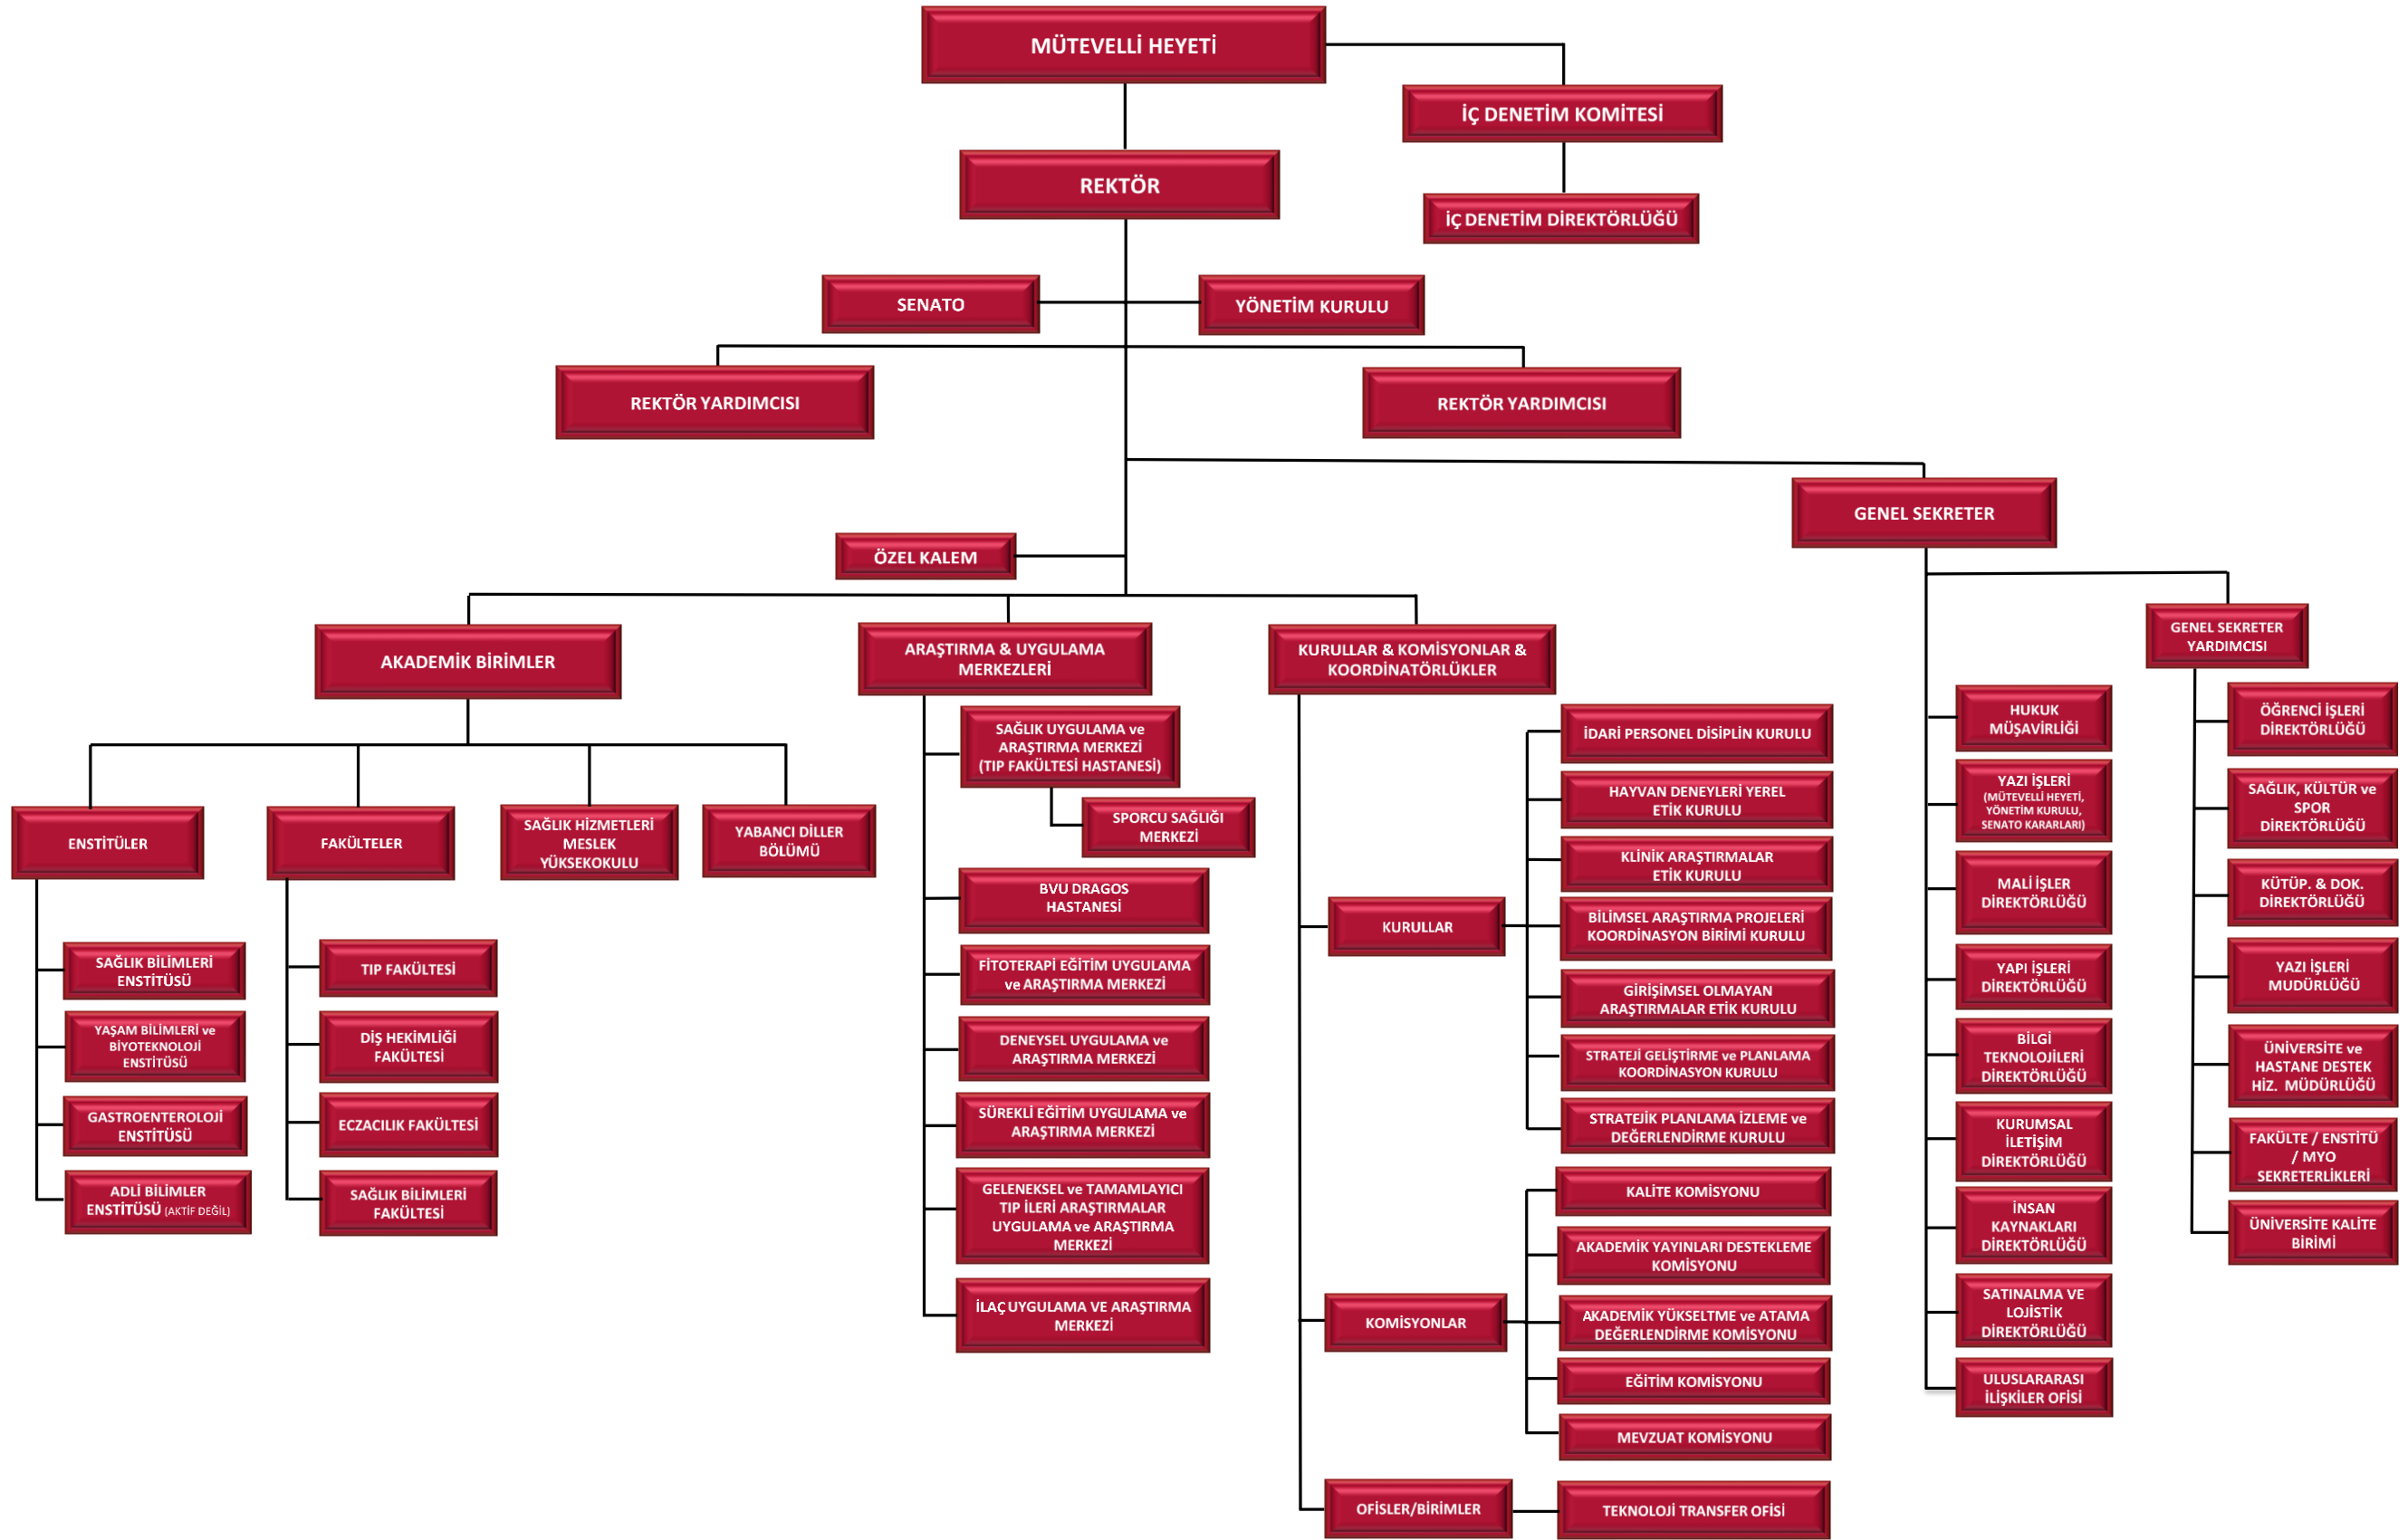 MÜTEVELLİ HEYETİ
İÇ DENETİM KOMİTESİ
REKTÖR
İÇ DENETİM DİREKTÖRLÜĞÜ
SENATO
YÖNETİM KURULU
REKTÖR YARDIMCISI
REKTÖR YARDIMCISI
GENEL SEKRETER
ÖZEL KALEM
AKADEMİK BİRİMLER
ENSTİTÜLER
SAĞLIK BİLİMLERİ
ENSTİTÜSÜ
YAŞAM BİLİMLERİ ve
BİYOTEKNOLOJİ
ENSTİTÜSÜ
GASTROENTEROLOJİ
ENSTİTÜSÜ
ADLİ BİLİMLER
ENSTİTÜSÜ (AKTİF DEĞİL)
FAKÜLTELER
TIP FAKÜLTESİ
DİŞ HEKİMLİĞİ
FAKÜLTESİ
ECZACILIK FAKÜLTESİ
SAĞLIK BİLİMLERİ
FAKÜLTESİ
SAĞLIK HİZMETLERİ
MESLEK
YÜKSEKOKULU
YABANCI DİLLER
BÖLÜMÜ
ARAŞTIRMA & UYGULAMA
MERKEZLERİ
SAĞLIK UYGULAMA ve
ARAŞTIRMA MERKEZİ
(TIP FAKÜLTESİ HASTANESİ)
SPORCU SAĞLIĞI
MERKEZİ
BVU DRAGOS
HASTANESİ
FİTOTERAPİ EĞİTİM UYGULAMA
ve ARAŞTIRMA MERKEZİ
DENEYSEL UYGULAMA ve
ARAŞTIRMA MERKEZİ
SÜREKLİ EĞİTİM UYGULAMA ve
ARAŞTIRMA MERKEZİ
GELENEKSEL ve TAMAMLAYICI
TIP İLERİ ARAŞTIRMALAR
UYGULAMA ve ARAŞTIRMA
MERKEZİ
İLAÇ UYGULAMA VE ARAŞTIRMA
MERKEZİ
KURULLAR & KOMİSYONLAR &
KOORDİNATÖRLÜKLER
KURULLAR
İDARİ PERSONEL DİSİPLİN KURULU
HAYVAN DENEYLERİ YEREL
ETİK KURULU
KLİNİK ARAŞTIRMALAR
ETİK KURULU
BİLİMSEL ARAŞTIRMA PROJELERİ
KOORDİNASYON BİRİMİ KURULU
GİRİŞİMSEL OLMAYAN
ARAŞTIRMALAR ETİK KURULU
STRATEJİ GELİŞTİRME ve PLANLAMA
KOORDİNASYON KURULU
STRATEJİK PLANLAMA İZLEME ve
DEĞERLENDİRME KURULU
KOMİSYONLAR
KALİTE KOMİSYONU
AKADEMİK YAYINLARI DESTEKLEME
KOMİSYONU
AKADEMİK YÜKSELTME ve ATAMA
DEĞERLENDİRME KOMİSYONU
EĞİTİM KOMİSYONU
MEVZUAT KOMİSYONU
OFİSLER/BİRİMLER
TEKNOLOJİ TRANSFER OFİSİ
HUKUK
MÜŞAVİRLİĞİ
YAZI İŞLERİ
(MÜTEVELLİ HEYETİ,
YÖNETİM KURULU,
SENATO KARARLARI)
MALİ İŞLER
DİREKTÖRLÜĞÜ
YAPI İŞLERİ
DİREKTÖRLÜĞÜ
BİLGİ
TEKNOLOJİLERİ
DİREKTÖRLÜĞÜ
KURUMSAL
İLETİŞİM
DİREKTÖRLÜĞÜ
İNSAN
KAYNAKLARI
DİREKTÖRLÜĞÜ
SATINALMA VE
LOJİSTİK
DİREKTÖRLÜĞÜ
ULUSLARARASI
İLİŞKİLER OFİSİ
GENEL SEKRETER
YARDIMCISI
ÖĞRENCİ İŞLERİ
DİREKTÖRLÜĞÜ
SAĞLIK, KÜLTÜR ve
SPOR
DİREKTÖRLÜĞÜ
KÜTÜP. & DOK.
DİREKTÖRLÜĞÜ
YAZI İŞLERİ
MUDÜRLÜĞÜ
ÜNİVERSİTE ve
HASTANE DESTEK
HİZ. MÜDÜRLÜĞÜ
FAKÜLTE / ENSTİTÜ
/ MYO
SEKRETERLİKLERİ
ÜNİVERSİTE KALİTE
BİRİMİ